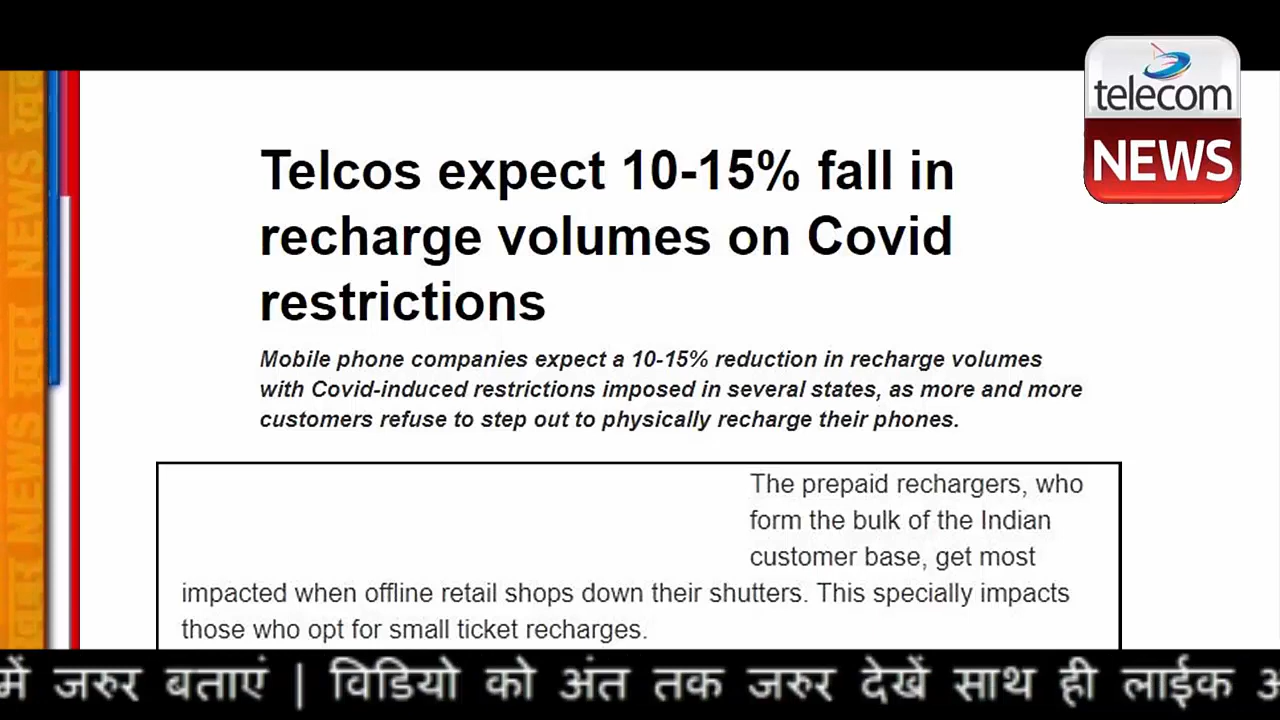 telecom
NEWS
Telcos expect 10-15% fall in
recharge volumes on Covid
restrictions
Mobile phone companies expect a 10-15% reduction in recharge volumes
with Covid-induced restrictions imposed in several states, as more and more
customers refuse to step out to physically recharge their phones.
The prepaid rechargers, who
form the bulk of the Indian
customer base, get most
impacted when offline retail shops down their shutters. This specially impacts
those who opt for small ticket recharges.
में जरुर बताएं | विडियो को अंत तक जरुर देखें साथ ही लाईक
NEWS
NEWS
NEWS